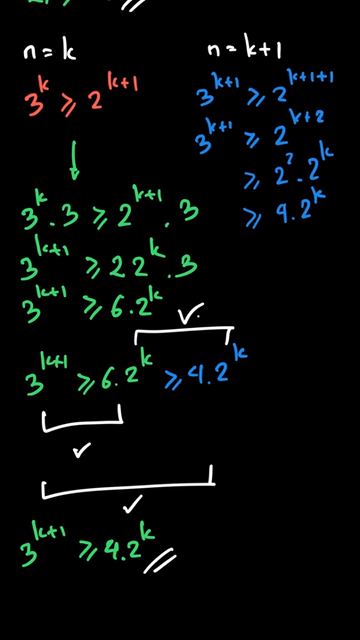 n = k
3^k ≥ 2^{k+1}
3^k . 3 ≥ 2^{k+1} . 3
3^{k+1} ≥ 2 2^k . 3
3^{k+1} ≥ 6. 2^k
n = k+1
3^{k+1} ≥ 2^{k+1+1}
3^{k+1} ≥ 2^{k+2}
≥ 2^2 . 2^k
≥ 4. 2^k
3^{k+1} ≥ 6. 2^k ≥ 4. 2^k
3^{k+1} ≥ 4. 2^k